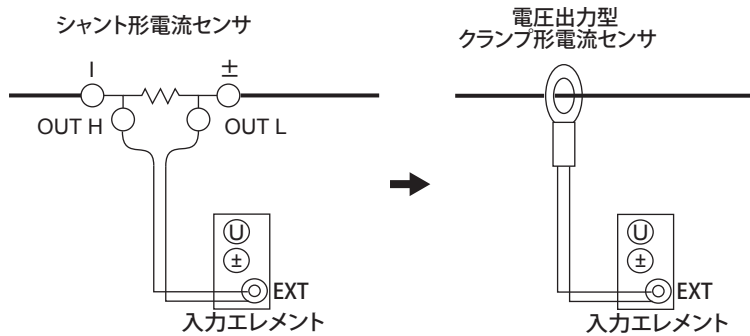 シャント形電流センサ
I
±
OUT H
OUT L
U
±
EXT
入力エレメント
電圧出力型
クランプ形電流センサ
U
±
EXT
入力エレメント